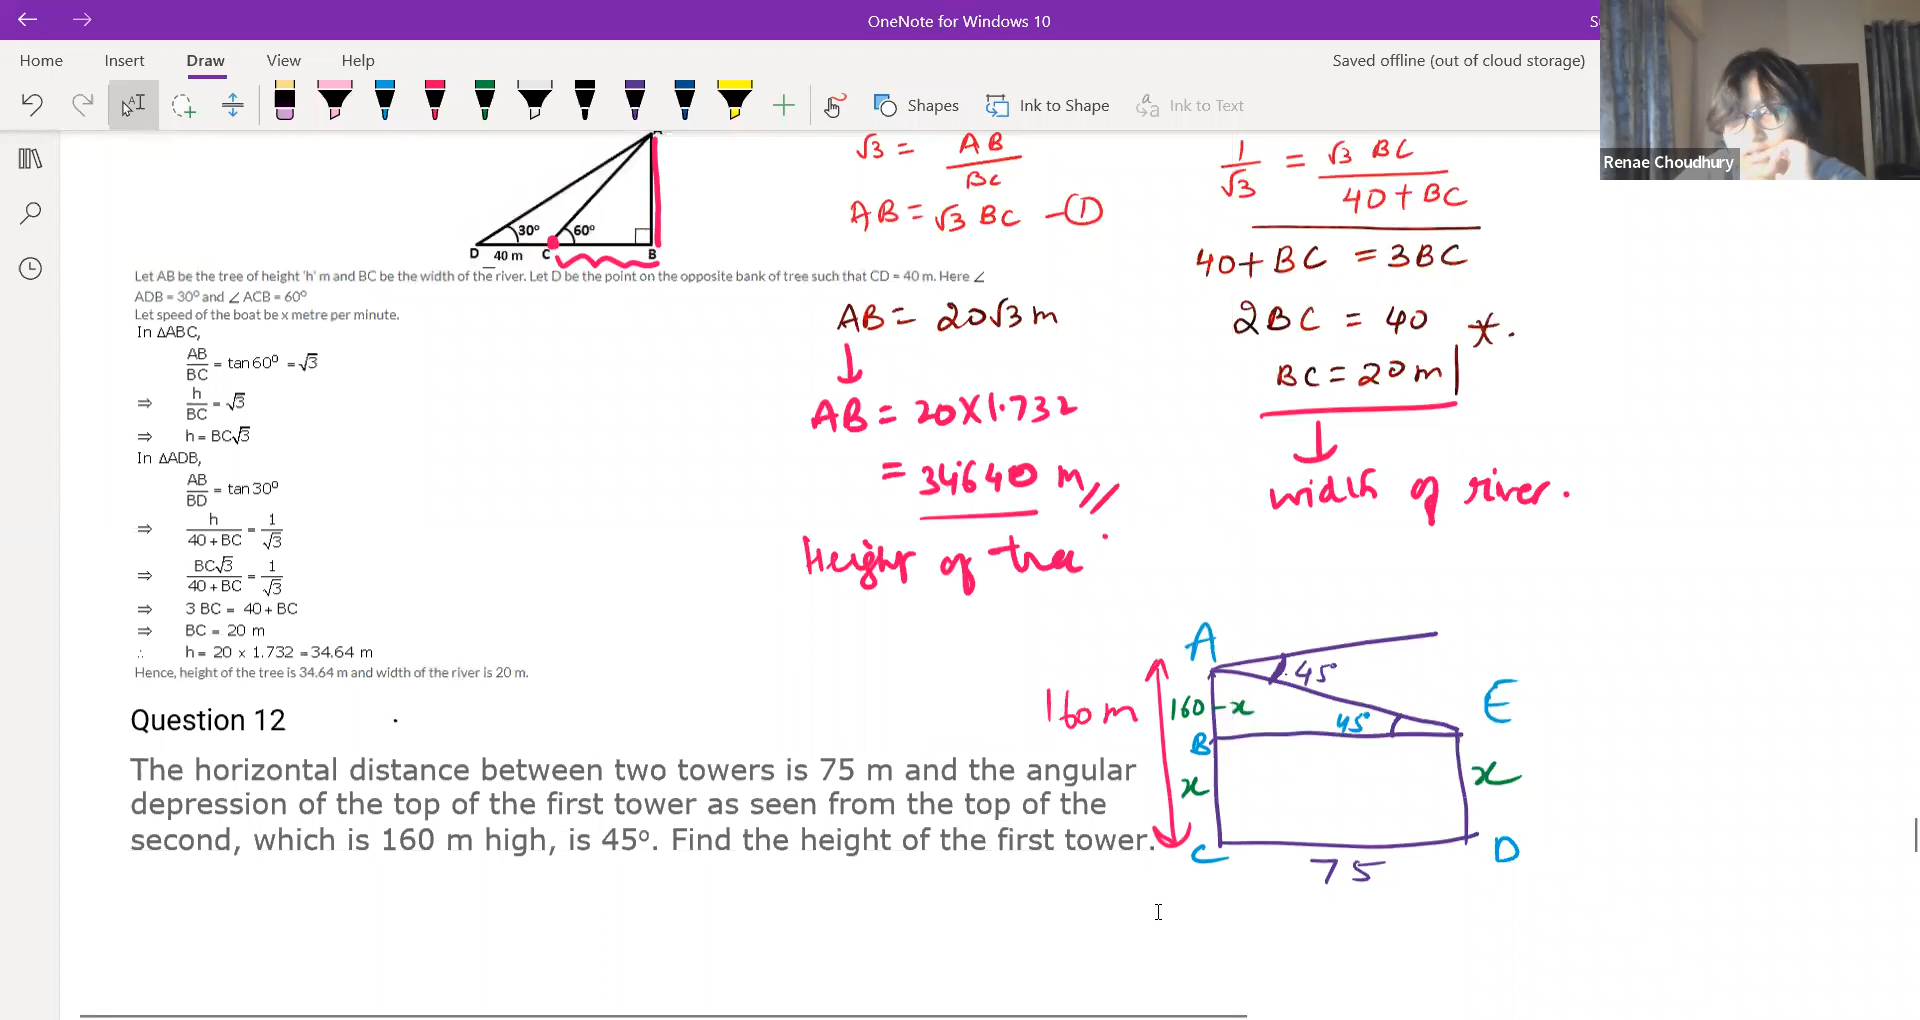 OneNote for Windows 10
Home Insert Draw View Help
Saved offline (out of cloud storage)
Shapes Ink to Shape Ink to Text
Renae Choudhury
30° 60°
D 40 m C B
Let AB be the tree of height 'h' m and BC be the width of the river. Let D be the point on the opposite bank of tree such that CD = 40 m. Here ∠
ADB = 30° and ∠ ACB = 60°
Let speed of the boat be x metre per minute.
In ΔABC,
AB/BC = tan 60° = √3
⇒ h/BC = √3
⇒ h = BC√3
In ΔADB,
AB/BD = tan 30°
⇒ h/(40 + BC) = 1/√3
⇒ BC√3/(40 + BC) = 1/√3
⇒ 3 BC = 40 + BC
⇒ BC = 20 m
∴ h = 20 x 1.732 = 34.64 m
Hence, height of the tree is 34.64 m and width of the river is 20 m.
√3 = AB/BC
AB = √3 BC - ①
AB = 20√3 m
AB = 20 X 1.732
= 34.640 m //
Height of tree
1/√3 = √3 BC/(40 + BC)
40 + BC = 3BC
2BC = 40 *.
BC = 20 m
width of river.
Question 12
The horizontal distance between two towers is 75 m and the angular
depression of the top of the first tower as seen from the top of the
second, which is 160 m high, is 45°. Find the height of the first tower.
A
45°
160 m
160 - x
45°
E
B
x
x
C
D
75